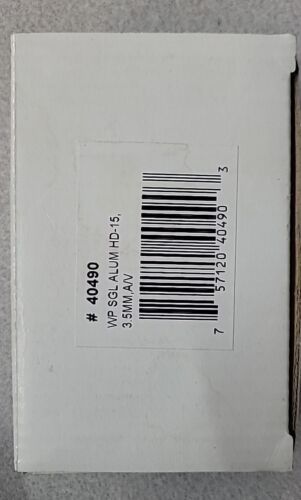 # 40490
WP SGL ALUM HD-15,
3.5MM,A/V
7 57120 40490 3